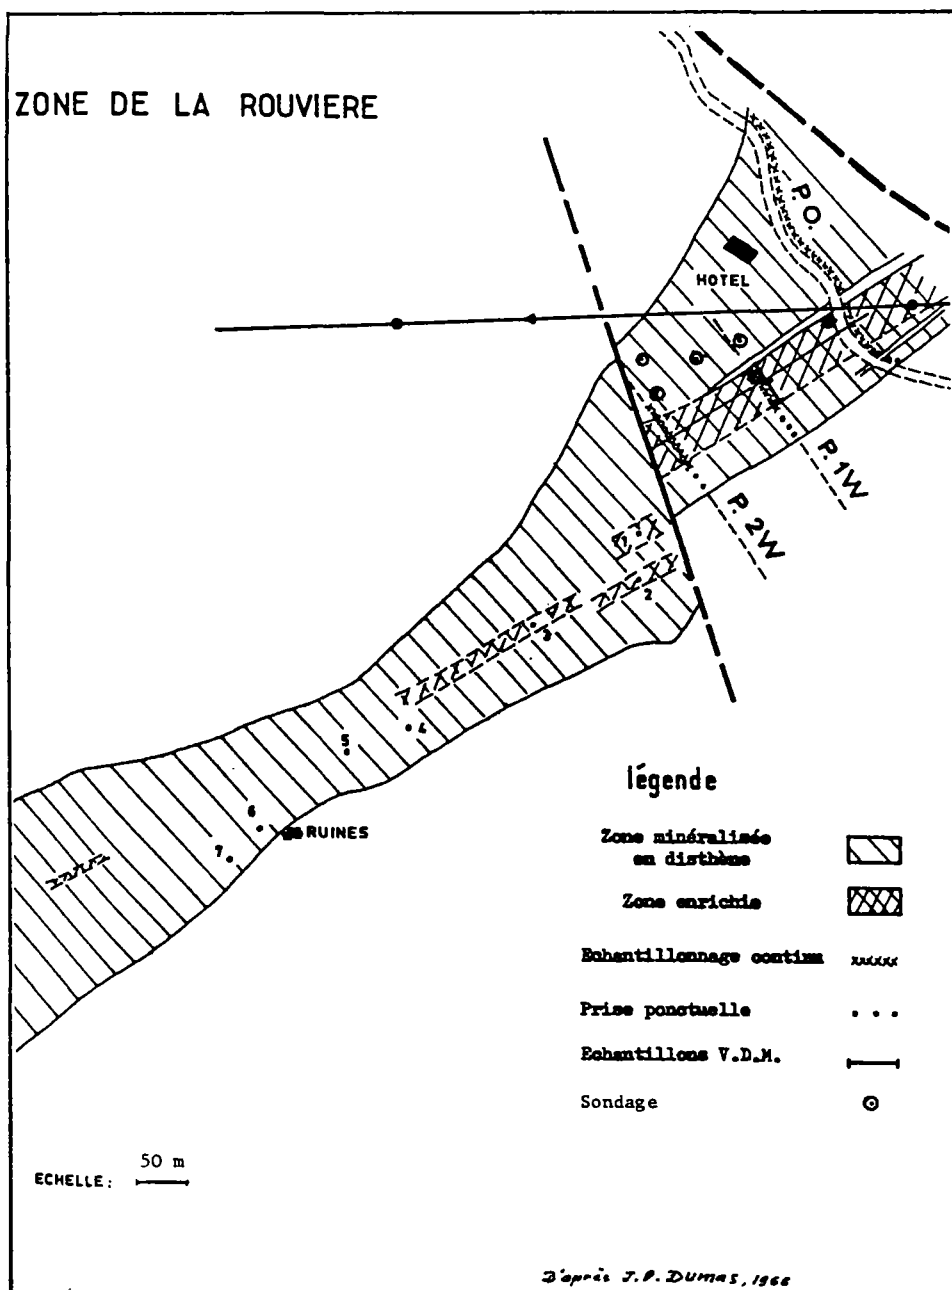 ZONE DE LA ROUVIERE
P.O.
HOTEL
P. 1W
P. 2W
1
2
3
4
5
6
7
RUINES
légende
Zone minéralisée
en disthène
Zone enrichie
Echantillonnage continu
Prise ponctuelle
Echantillons V.D.M.
Sondage
50 m
ECHELLE:
D'après J.P. DUMAS, 1966